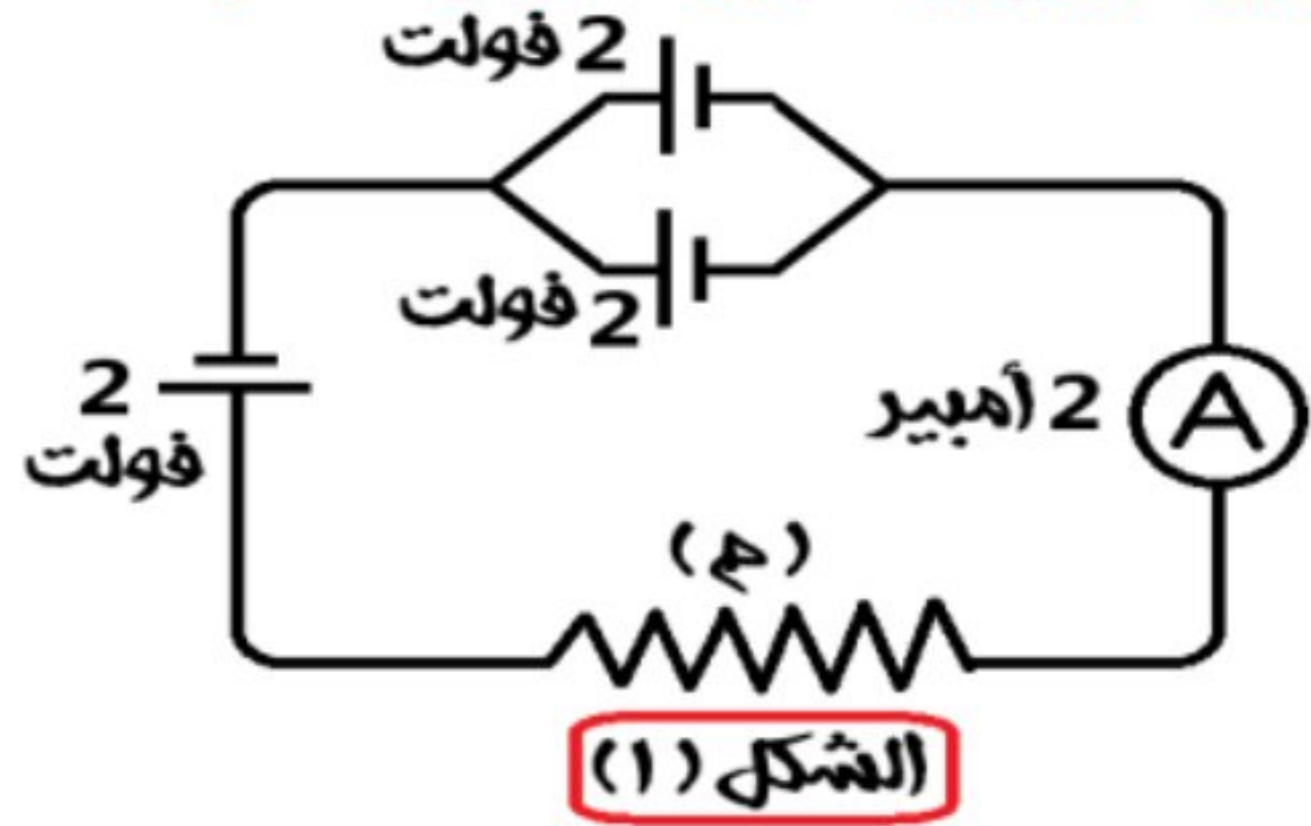 2 فولت
2 فولت
2
فولت
2 أمبير
A
(م)
الشكل (1)